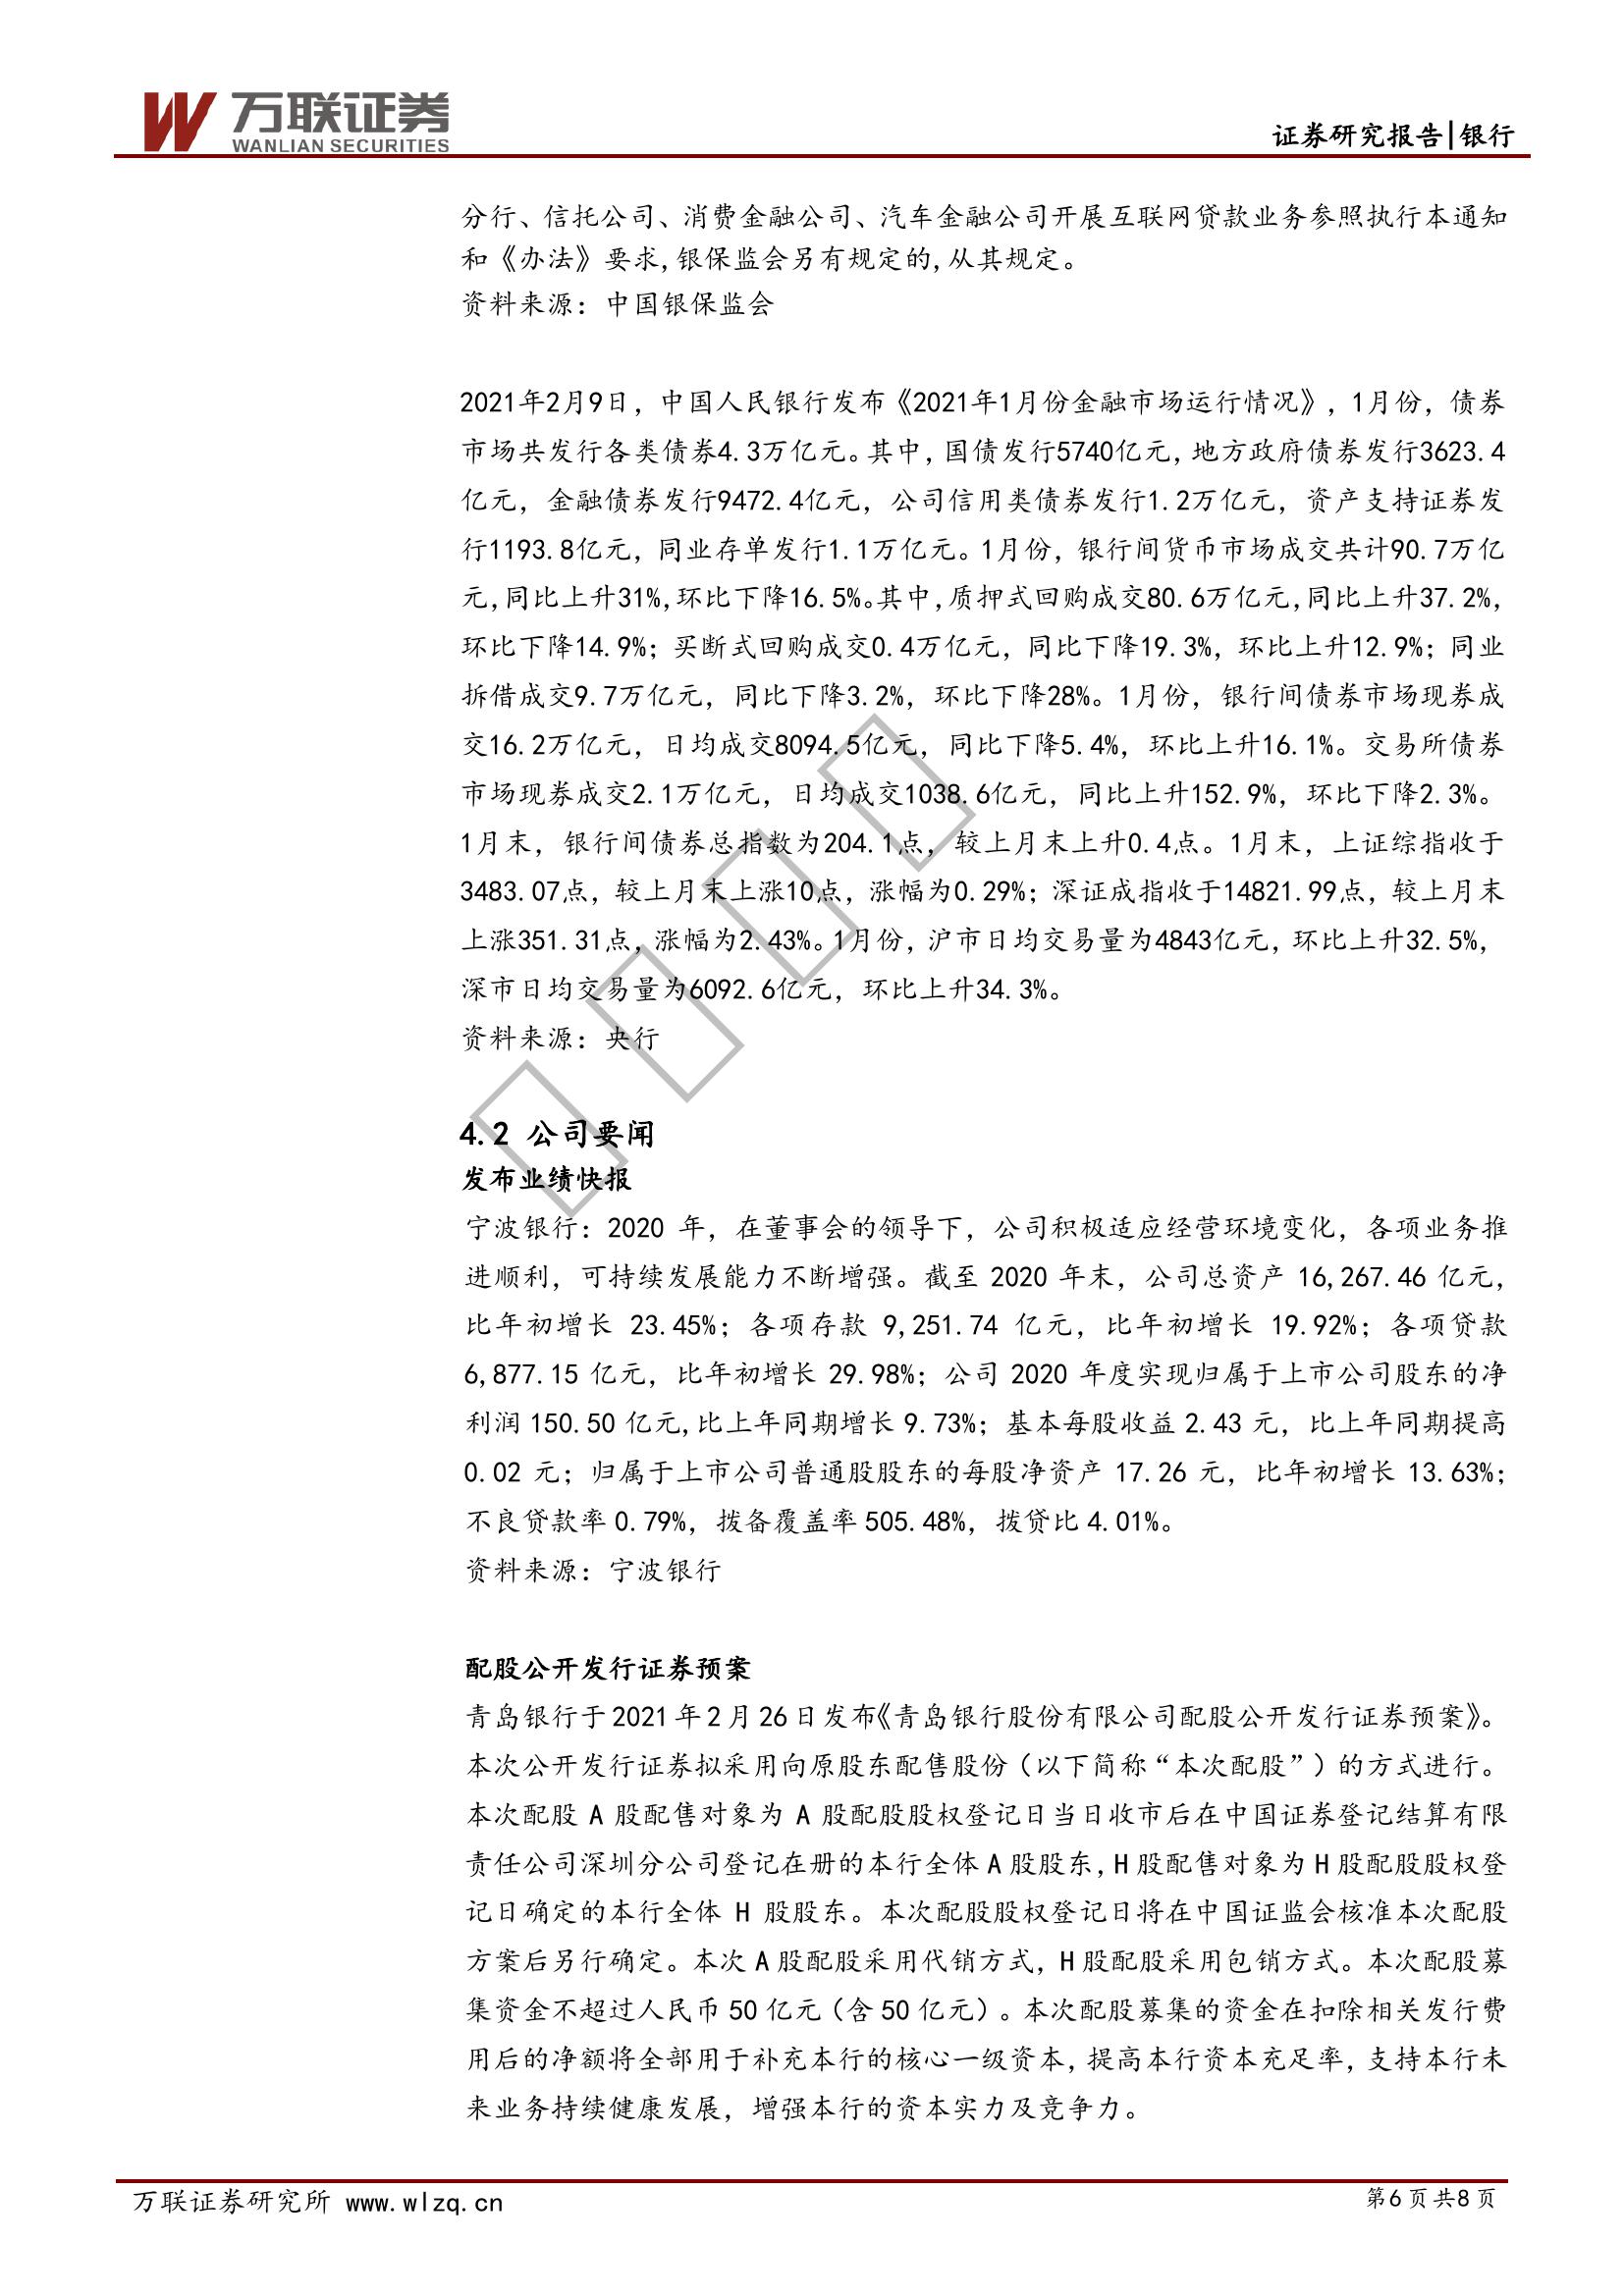 万联证券
WANLIAN SECURITIES
证券研究报告|银行
分行、信托公司、消费金融公司、汽车金融公司开展互联网贷款业务参照执行本通知
和《办法》要求,银保监会另有规定的,从其规定。
资料来源：中国银保监会
2021年2月9日，中国人民银行发布《2021年1月份金融市场运行情况》，1月份，债券
市场共发行各类债券4.3万亿元。其中，国债发行5740亿元，地方政府债券发行3623.4
亿元，金融债券发行9472.4亿元，公司信用类债券发行1.2万亿元，资产支持证券发
行1193.8亿元，同业存单发行1.1万亿元。1月份，银行间货币市场成交共计90.7万亿
元,同比上升31%,环比下降16.5%。其中,质押式回购成交80.6万亿元,同比上升37.2%,
环比下降14.9%；买断式回购成交0.4万亿元，同比下降19.3%，环比上升12.9%；同业
拆借成交9.7万亿元，同比下降3.2%，环比下降28%。1月份，银行间债券市场现券成
交16.2万亿元，日均成交8094.5亿元，同比下降5.4%，环比上升16.1%。交易所债券
市场现券成交2.1万亿元，日均成交1038.6亿元，同比上升152.9%，环比下降2.3%。
1月末，银行间债券总指数为204.1点，较上月末上升0.4点。1月末，上证综指收于
3483.07点，较上月末上涨10点，涨幅为0.29%；深证成指收于14821.99点，较上月末
上涨351.31点，涨幅为2.43%。1月份，沪市日均交易量为4843亿元，环比上升32.5%，
深市日均交易量为6092.6亿元，环比上升34.3%。
资料来源：央行
4.2 公司要闻
发布业绩快报
宁波银行：2020 年，在董事会的领导下，公司积极适应经营环境变化，各项业务推
进顺利，可持续发展能力不断增强。截至 2020 年末，公司总资产 16,267.46 亿元，
比年初增长 23.45%；各项存款 9,251.74 亿元，比年初增长 19.92%；各项贷款
6,877.15 亿元，比年初增长 29.98%；公司 2020 年度实现归属于上市公司股东的净
利润 150.50 亿元,比上年同期增长 9.73%；基本每股收益 2.43 元，比上年同期提高
0.02 元；归属于上市公司普通股股东的每股净资产 17.26 元，比年初增长 13.63%；
不良贷款率 0.79%，拨备覆盖率 505.48%，拨贷比 4.01%。
资料来源：宁波银行
配股公开发行证券预案
青岛银行于 2021 年 2 月 26 日发布《青岛银行股份有限公司配股公开发行证券预案》。
本次公开发行证券拟采用向原股东配售股份（以下简称“本次配股”）的方式进行。
本次配股 A 股配售对象为 A 股配股股权登记日当日收市后在中国证券登记结算有限
责任公司深圳分公司登记在册的本行全体 A 股股东，H 股配售对象为 H 股配股股权登
记日确定的本行全体 H 股股东。本次配股股权登记日将在中国证监会核准本次配股
方案后另行确定。本次 A 股配股采用代销方式，H 股配股采用包销方式。本次配股募
集资金不超过人民币 50 亿元（含 50 亿元）。本次配股募集的资金在扣除相关发行费
用后的净额将全部用于补充本行的核心一级资本，提高本行资本充足率，支持本行未
来业务持续健康发展，增强本行的资本实力及竞争力。
万联证券研究所 www.wlzq.cn
第 6 页 共 8 页